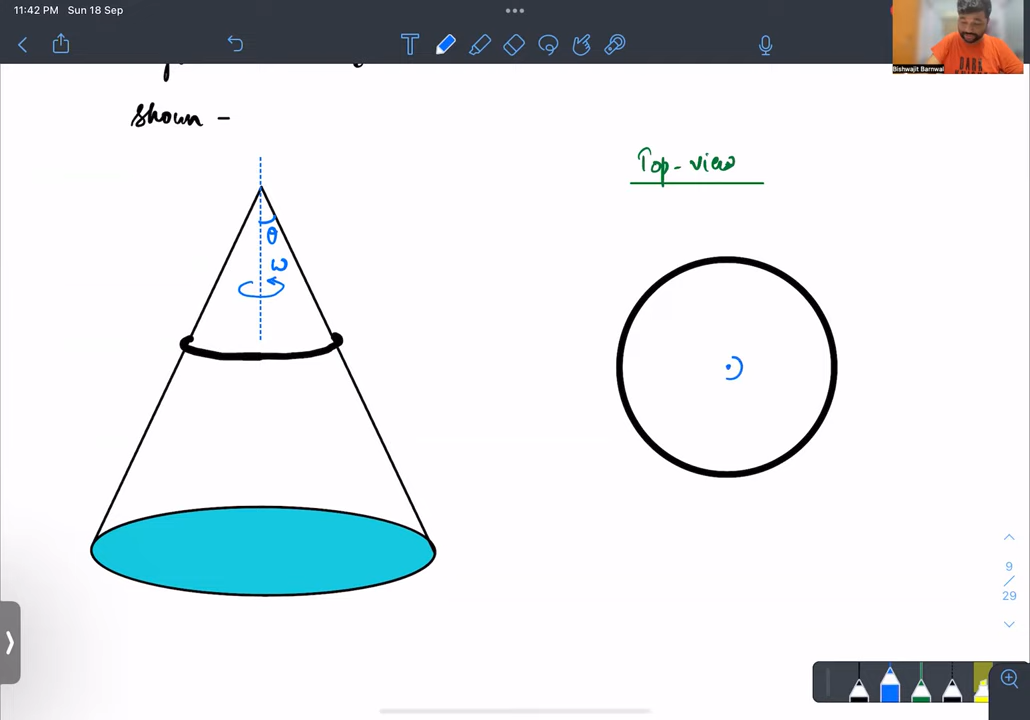 11:42 PM Sun 18 Sep
Bishwajit Barnwal
shown -
Top-view
θ
ω
9
/
29